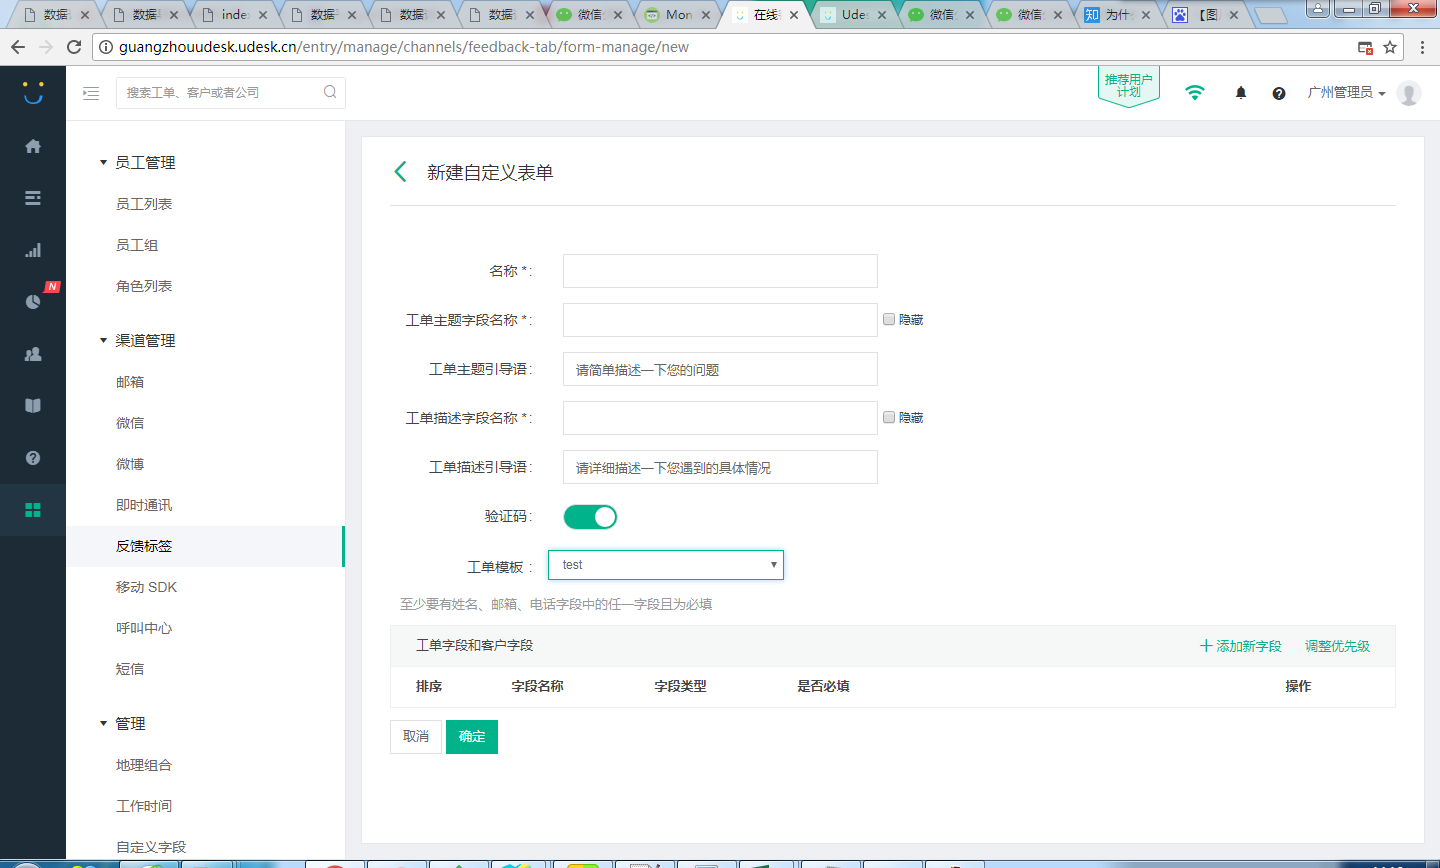 数据
数据
index
数据
数据
数据
微信
Mon
在线
Udes
微信
微信
知 为什
【图
guangzhouudesk.udesk.cn/entry/manage/channels/feedback-tab/form-manage/new
搜索工单、客户或者公司
推荐用户
计划
广州管理员
N
员工管理
员工列表
员工组
角色列表
渠道管理
邮箱
微信
微博
即时通讯
反馈标签
移动 SDK
呼叫中心
短信
管理
地理组合
工作时间
自定义字段
新建自定义表单
名称 * :
工单主题字段名称 * : 隐藏
工单主题引导语: 请简单描述一下您的问题
工单描述字段名称 * : 隐藏
工单描述引导语: 请详细描述一下您遇到的具体情况
验证码:
工单模板 : test
至少要有姓名、邮箱、电话字段中的任一字段且为必填
工单字段和客户字段 添加新字段 调整优先级
排序 字段名称 字段类型 是否必填 操作
取消 确定